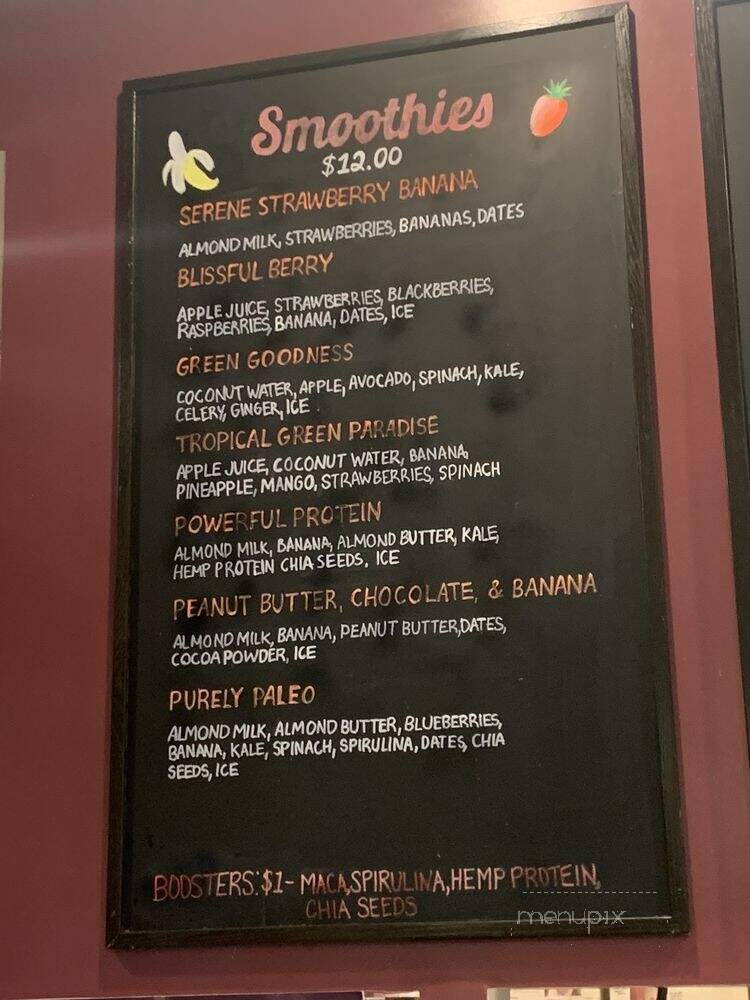 Smoothies
$12.00
SERENE STRAWBERRY BANANA
ALMOND MILK, STRAWBERRIES, BANANAS, DATES
BLISSFUL BERRY
APPLE JUICE, STRAWBERRIES, BLACKBERRIES,
RASPBERRIES, BANANA, DATES, ICE
GREEN GOODNESS
COCONUT WATER, APPLE, AVOCADO, SPINACH, KALE,
CELERY, GINGER, ICE
TROPICAL GREEN PARADISE
APPLE JUICE, COCONUT WATER, BANANA,
PINEAPPLE, MANGO, STRAWBERRIES, SPINACH
POWERFUL PROTEIN
ALMOND MILK, BANANA, ALMOND BUTTER, KALE,
HEMP PROTEIN CHIA SEEDS. ICE
PEANUT BUTTER, CHOCOLATE, & BANANA
ALMOND MILK, BANANA, PEANUT BUTTER, DATES,
COCOA POWDER, ICE
PURELY PALEO
ALMOND MILK, ALMOND BUTTER, BLUEBERRIES,
BANANA, KALE, SPINACH, SPIRULINA, DATES, CHIA
SEEDS, ICE
BOOSTERS: $1- MACA, SPIRULINA, HEMP PROTEIN,
CHIA SEEDS
menupix